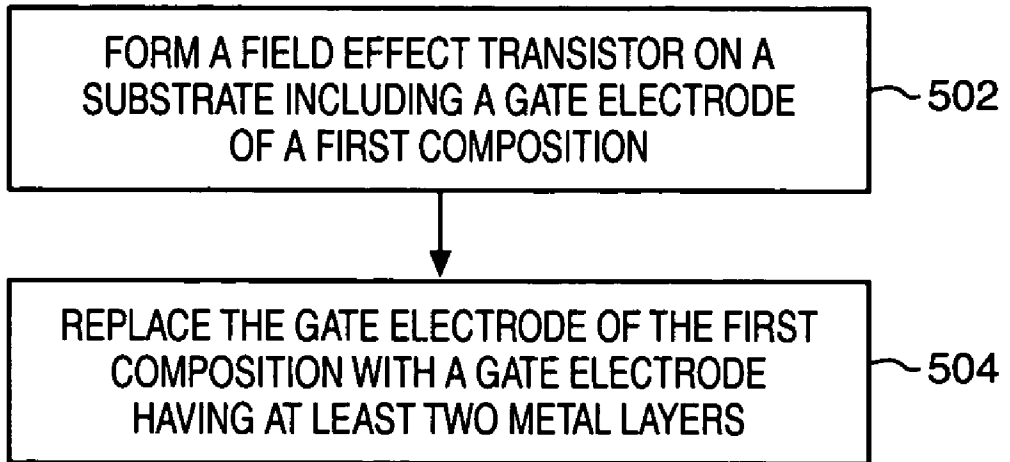 FORM A FIELD EFFECT TRANSISTOR ON A
SUBSTRATE INCLUDING A GATE ELECTRODE
OF A FIRST COMPOSITION
502
REPLACE THE GATE ELECTRODE OF THE FIRST
COMPOSITION WITH A GATE ELECTRODE
HAVING AT LEAST TWO METAL LAYERS
504